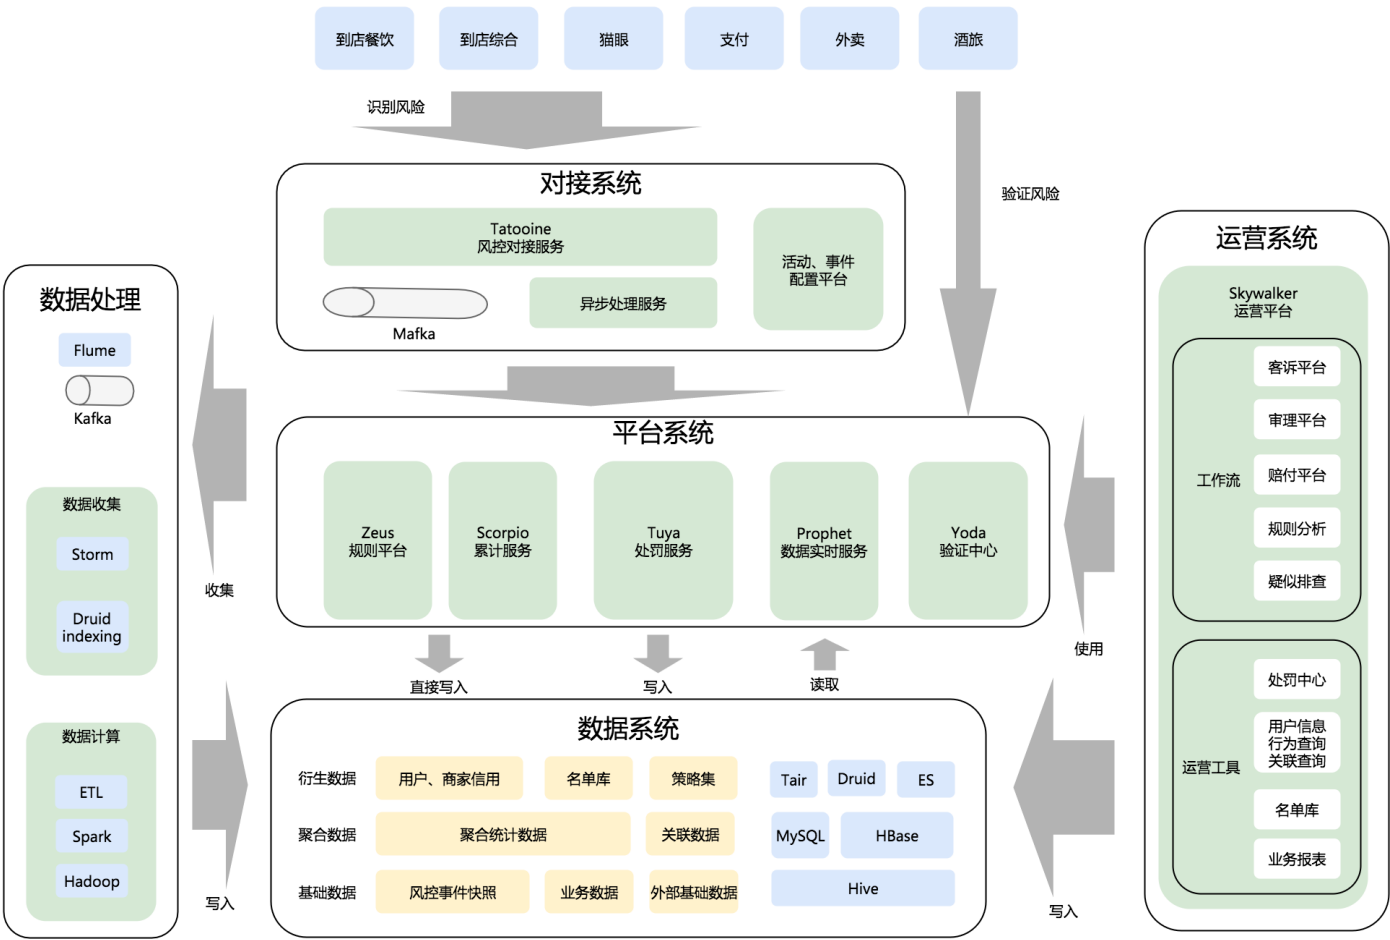 到店餐饮
到店综合
猫眼
支付
外卖
酒旅
识别风险
验证风险
对接系统
Tatooine
风控对接服务
活动、事件
配置平台
异步处理服务
Mafka
数据处理
Flume
Kafka
数据收集
Storm
Druid
indexing
数据计算
ETL
Spark
Hadoop
收集
写入
平台系统
Zeus
规则平台
Scorpio
累计服务
Tuya
处罚服务
Prophet
数据实时服务
Yoda
验证中心
直接写入
写入
读取
数据系统
衍生数据
用户、商家信用
名单库
策略集
Tair
Druid
ES
聚合数据
聚合统计数据
关联数据
MySQL
HBase
基础数据
风控事件快照
业务数据
外部基础数据
Hive
使用
写入
运营系统
Skywalker
运营平台
工作流
客诉平台
审理平台
赔付平台
规则分析
疑似排查
运营工具
处罚中心
用户信息
行为查询
关联查询
名单库
业务报表